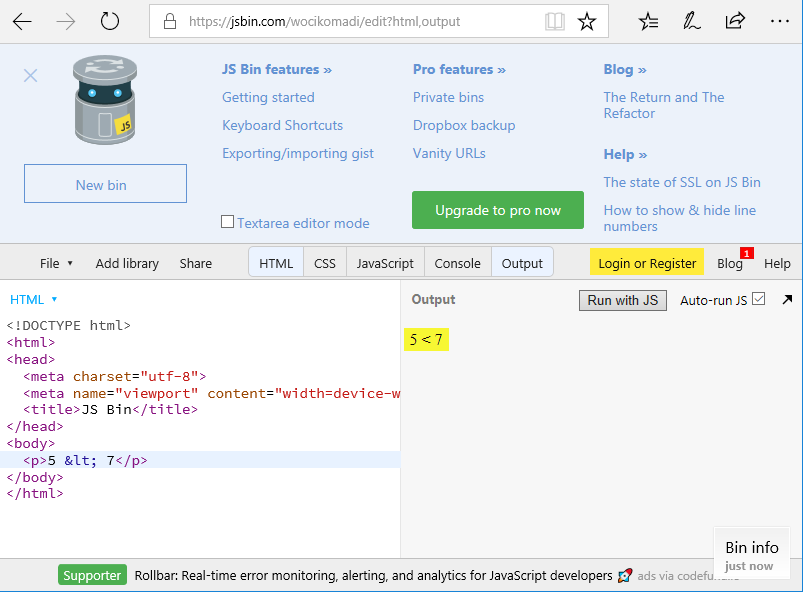 https://jsbin.com/wocikomadi/edit?html,output
JS
JS Bin features »
Getting started
Keyboard Shortcuts
Exporting/importing gist
Pro features »
Private bins
Dropbox backup
Vanity URLs
Blog »
The Return and The
Refactor
Help »
The state of SSL on JS Bin
How to show & hide line
numbers
New bin
Textarea editor mode
Upgrade to pro now
File ▾ Add library Share HTML CSS JavaScript Console Output Login or Register Blog 1 Help
HTML ▾
<!DOCTYPE html>
<html>
<head>
  <meta charset="utf-8">
  <meta name="viewport" content="width=device-w
  <title>JS Bin</title>
</head>
<body>
  <p>5 &lt; 7</p>
</body>
</html>
Output Run with JS Auto-run JS
5 < 7
Bin info
just now
Supporter Rollbar: Real-time error monitoring, alerting, and analytics for JavaScript developers 🚀 ads via